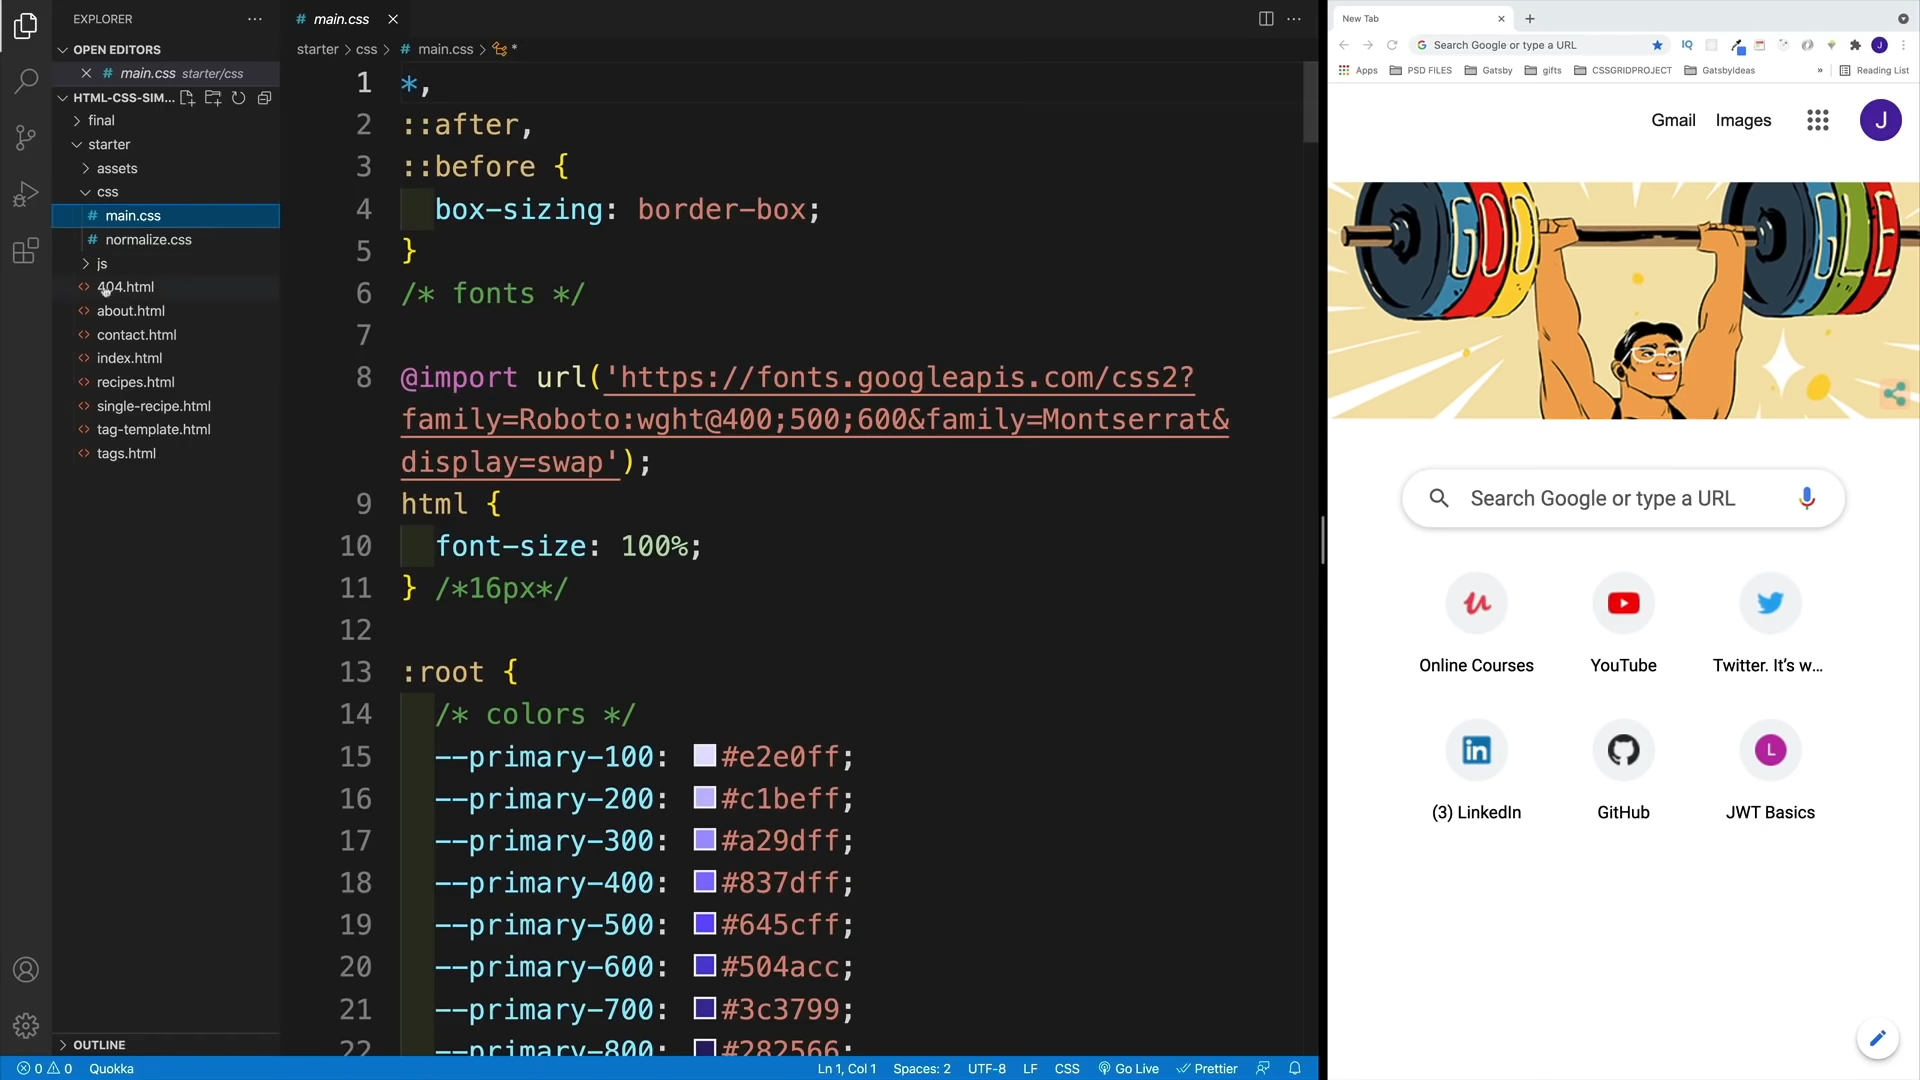 EXPLORER
OPEN EDITORS
main.css starter/css
HTML-CSS-SIM...
final
starter
assets
css
# main.css
# normalize.css
js
<> 404.html
<> about.html
<> contact.html
<> index.html
<> recipes.html
<> single-recipe.html
<> tag-template.html
<> tags.html
OUTLINE
# main.css
starter > css > # main.css > *
1 *,
2 ::after,
3 ::before {
4 box-sizing: border-box;
5 }
6 /* fonts */
7
8 @import url('https://fonts.googleapis.com/css2?
family=Roboto:wght@400;500;600&family=Montserrat&
display=swap');
9 html {
10 font-size: 100%;
11 } /*16px*/
12
13 :root {
14 /* colors */
15 --primary-100: #e2e0ff;
16 --primary-200: #c1beff;
17 --primary-300: #a29dff;
18 --primary-400: #837dff;
19 --primary-500: #645cff;
20 --primary-600: #504acc;
21 --primary-700: #3c3799;
22 --primary-800: #282566;
0 0 Quokka
Ln 1, Col 1 Spaces: 2 UTF-8 LF CSS Go Live Prettier
New Tab
Search Google or type a URL IQ J
Apps PSD FILES Gatsby gifts CSSGRIDPROJECT GatsbyIdeas » Reading List
Gmail Images J
GOO GLE
Search Google or type a URL
Online Courses YouTube Twitter. It's w...
in L
(3) LinkedIn GitHub JWT Basics